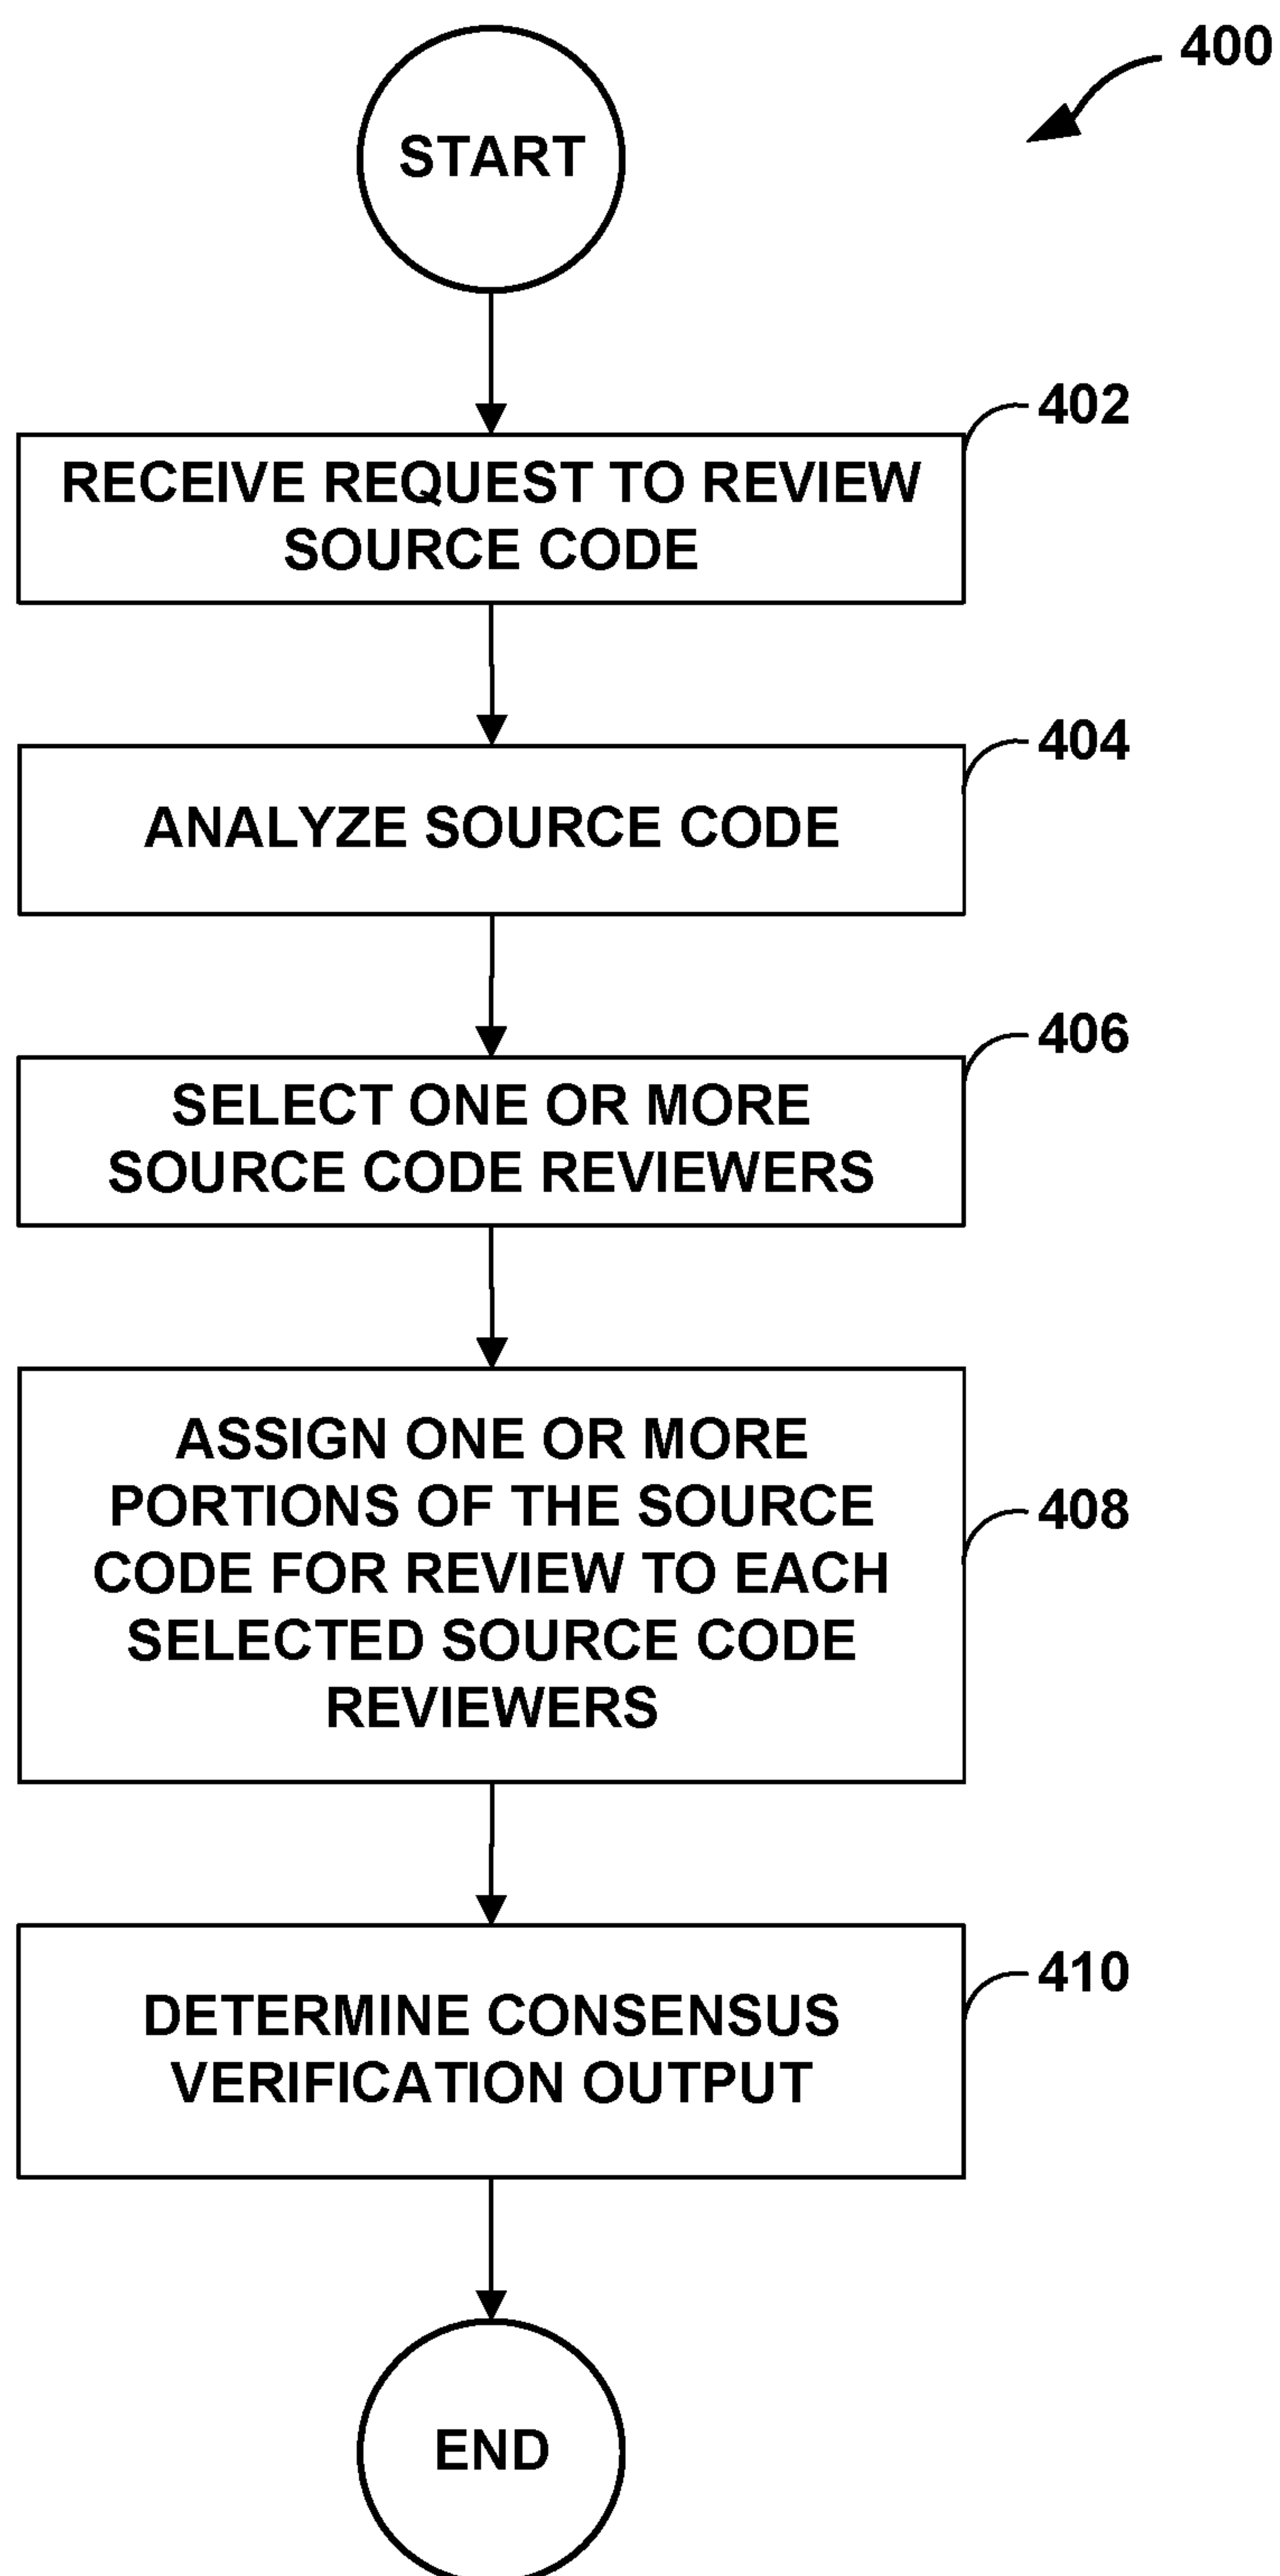 400
START
402
RECEIVE REQUEST TO REVIEW
SOURCE CODE
404
ANALYZE SOURCE CODE
406
SELECT ONE OR MORE
SOURCE CODE REVIEWERS
ASSIGN ONE OR MORE
PORTIONS OF THE SOURCE
408
CODE FOR REVIEW TO EACH
SELECTED SOURCE CODE
REVIEWERS
410
DETERMINE CONSENSUS
VERIFICATION OUTPUT
END